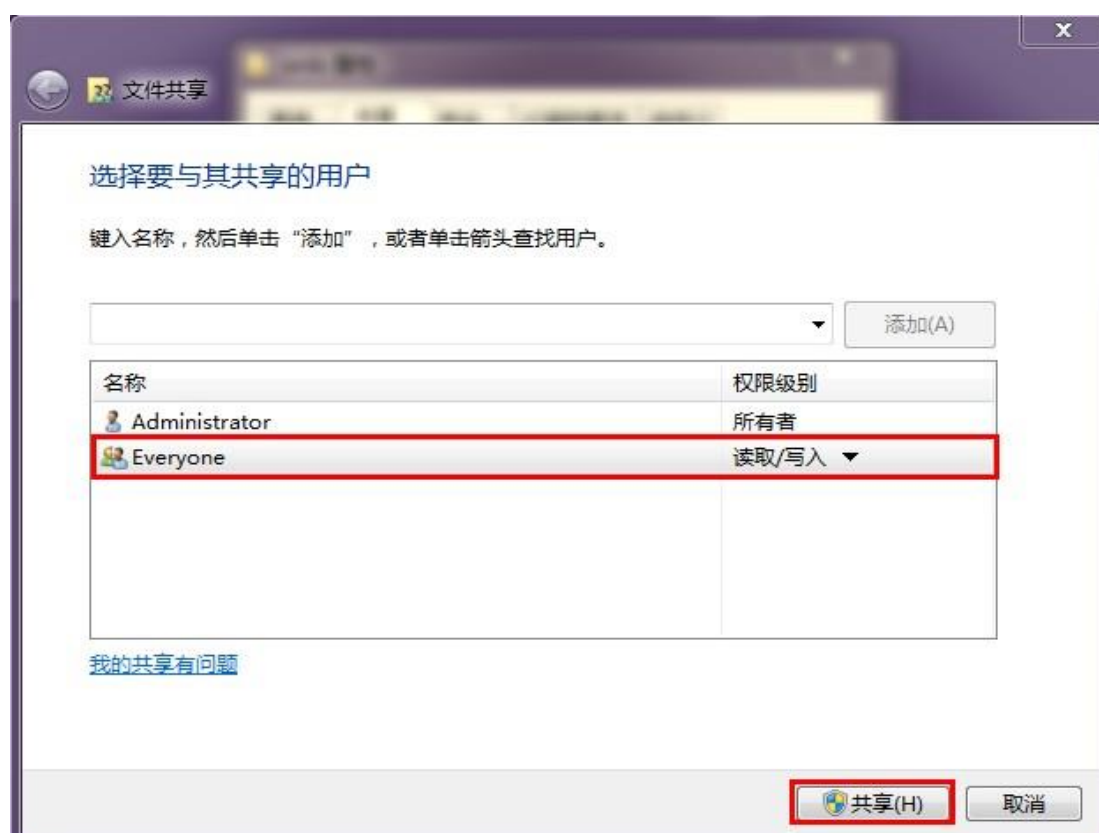 文件共享
选择要与其共享的用户
键入名称，然后单击“添加”，或者单击箭头查找用户。
添加(A)
名称 权限级别
Administrator 所有者
Everyone 读取/写入
我的共享有问题
共享(H) 取消